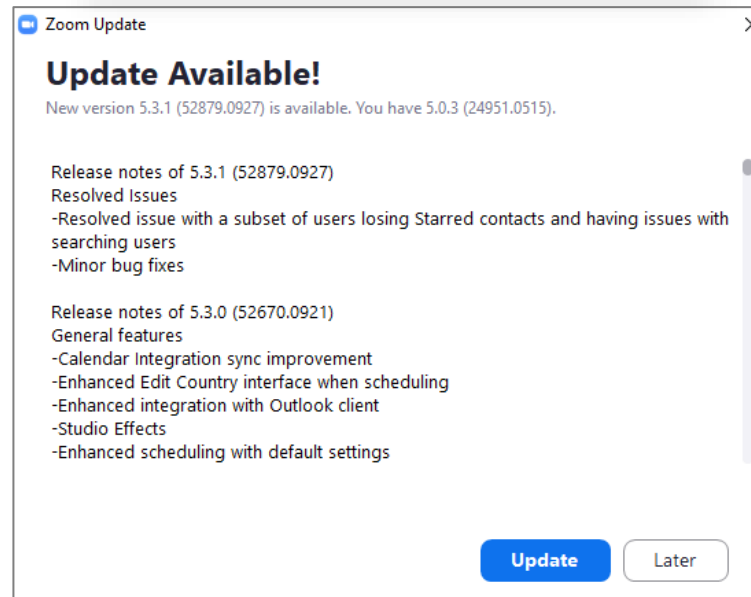 Zoom Update
Update Available!
New version 5.3.1 (52879.0927) is available. You have 5.0.3 (24951.0515).
Release notes of 5.3.1 (52879.0927)
Resolved Issues
-Resolved issue with a subset of users losing Starred contacts and having issues with
searching users
-Minor bug fixes
Release notes of 5.3.0 (52670.0921)
General features
-Calendar Integration sync improvement
-Enhanced Edit Country interface when scheduling
-Enhanced integration with Outlook client
-Studio Effects
-Enhanced scheduling with default settings
Update
Later